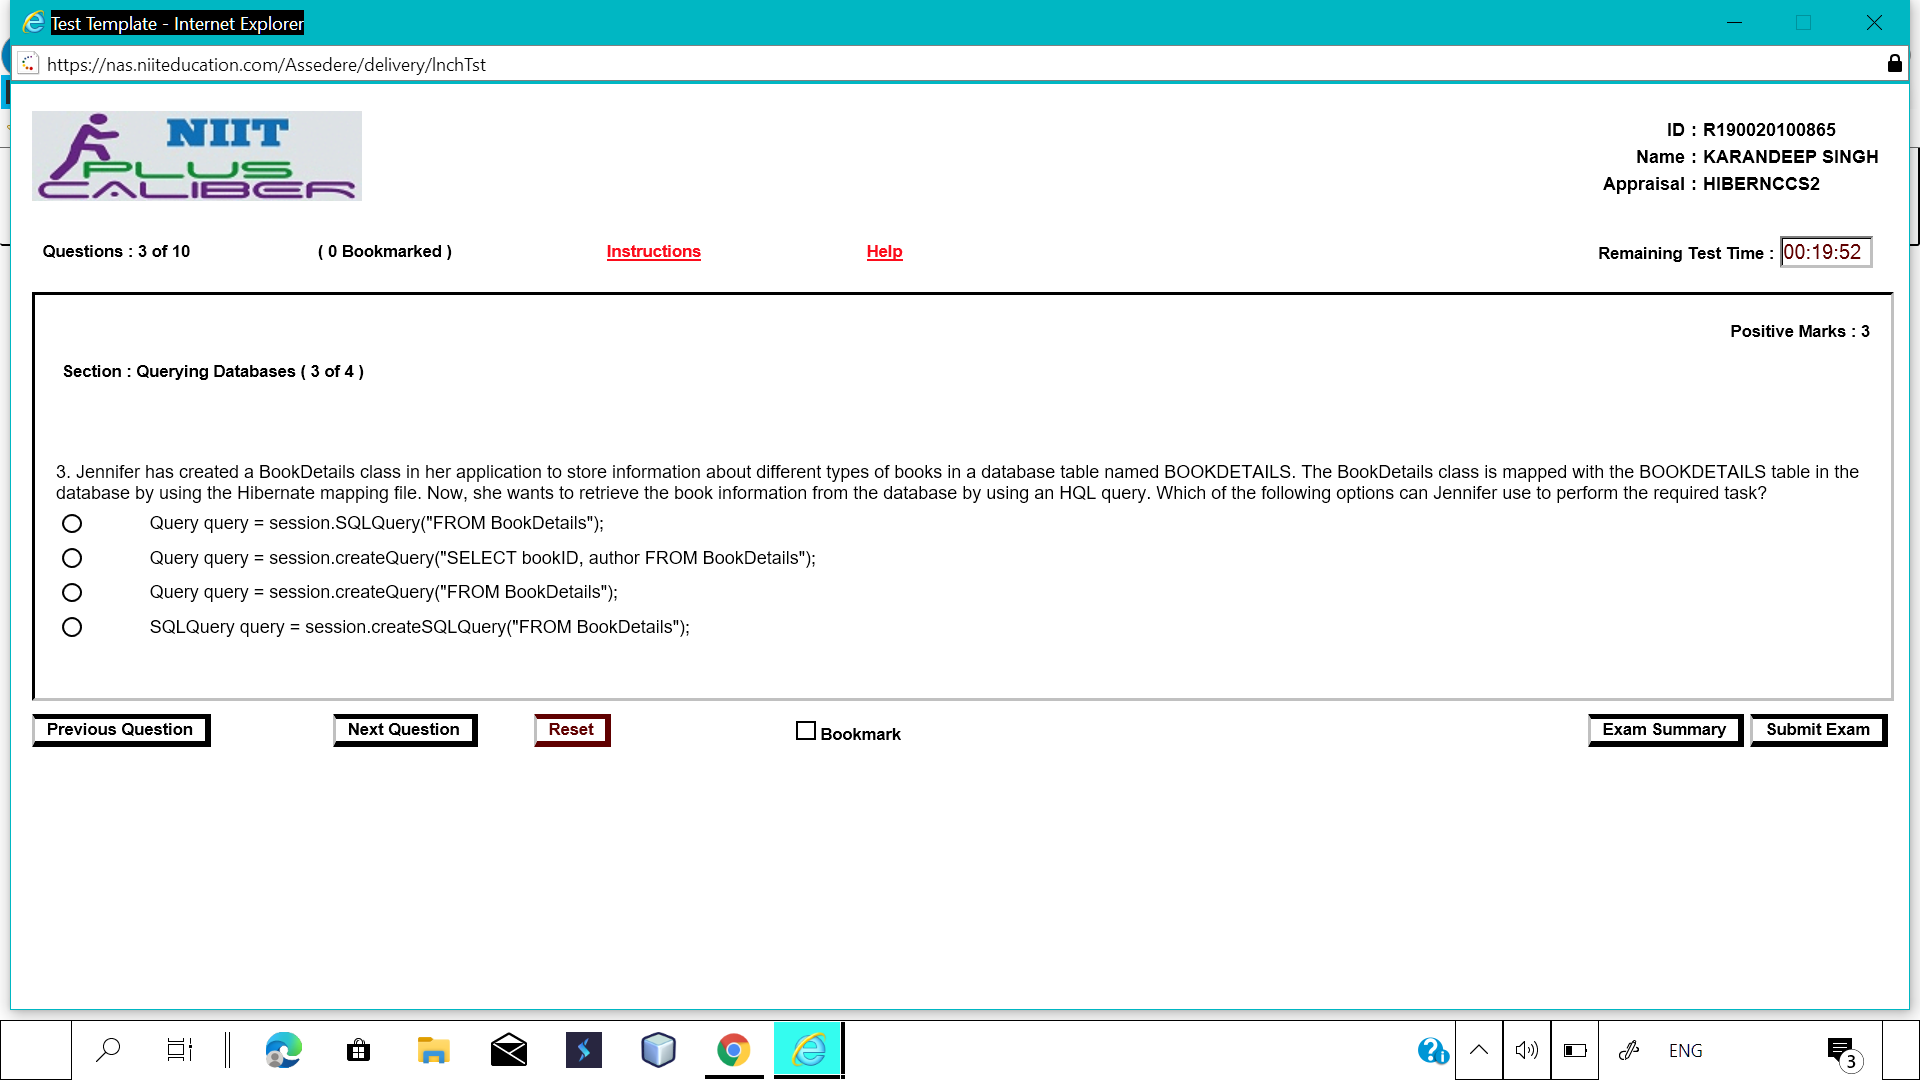 Test Template - Internet Explorer
https://nas.niiteducation.com/Assedere/delivery/lnchTst
NIIT
PLUS
CALIBER
ID : R190020100865
Name : KARANDEEP SINGH
Appraisal : HIBERNCCS2
Questions : 3 of 10 ( 0 Bookmarked ) Instructions Help Remaining Test Time : 00:19:52
Positive Marks : 3
Section : Querying Databases ( 3 of 4 )
3. Jennifer has created a BookDetails class in her application to store information about different types of books in a database table named BOOKDETAILS. The BookDetails class is mapped with the BOOKDETAILS table in the
database by using the Hibernate mapping file. Now, she wants to retrieve the book information from the database by using an HQL query. Which of the following options can Jennifer use to perform the required task?
Query query = session.SQLQuery("FROM BookDetails");
Query query = session.createQuery("SELECT bookID, author FROM BookDetails");
Query query = session.createQuery("FROM BookDetails");
SQLQuery query = session.createSQLQuery("FROM BookDetails");
Previous Question Next Question Reset Bookmark Exam Summary Submit Exam
ENG 3